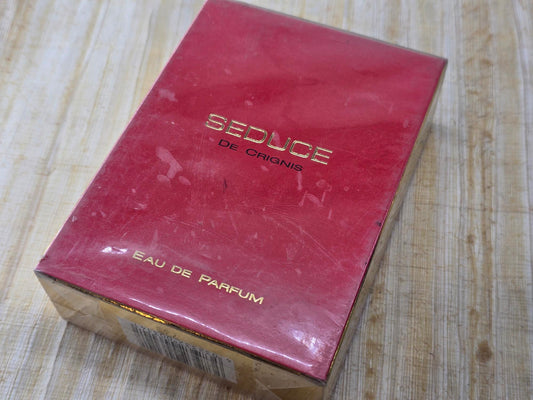 SEDUCE
DE CRIGNIS
EAU DE PARFUM